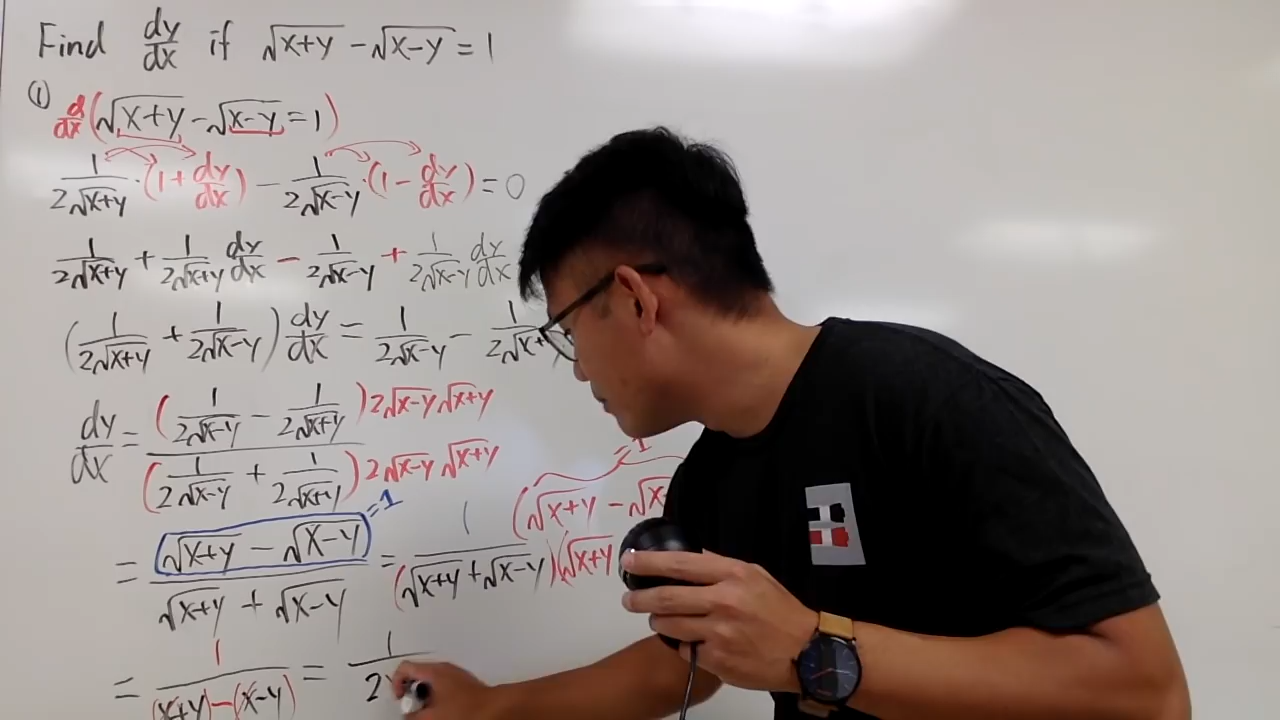 Find dy/dx if √x+y - √x-y = 1
① d/dx (√x+y - √x-y = 1)
1/2√x+y · (1 + dy/dx) - 1/2√x-y · (1 - dy/dx) = 0
1/2√x+y + 1/2√x+y dy/dx - 1/2√x-y + 1/2√x-y dy/dx
(1/2√x+y + 1/2√x-y) dy/dx = 1/2√x-y - 1/2√x+
dy/dx = (1/2√x-y - 1/2√x+y) 2√x-y √x+y / (1/2√x-y + 1/2√x+y) 2√x-y √x+y
= √x+y - √x-y =1 / √x+y + √x-y = 1 (√x+y - √x- =1 / (√x+y + √x-y)(√x+y
= 1/(x+y)-(x-y) = 1/2